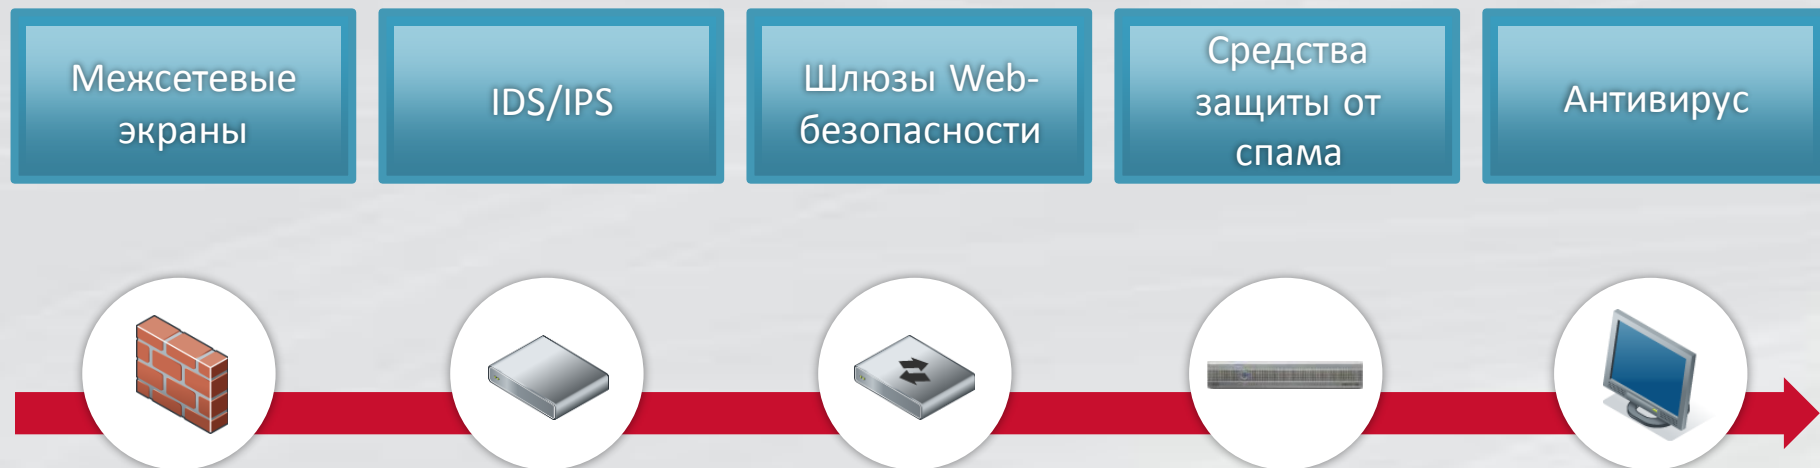 Межсетевые
экраны
IDS/IPS
Шлюзы Web-
безопасности
Средства
защиты от
спама
Антивирус